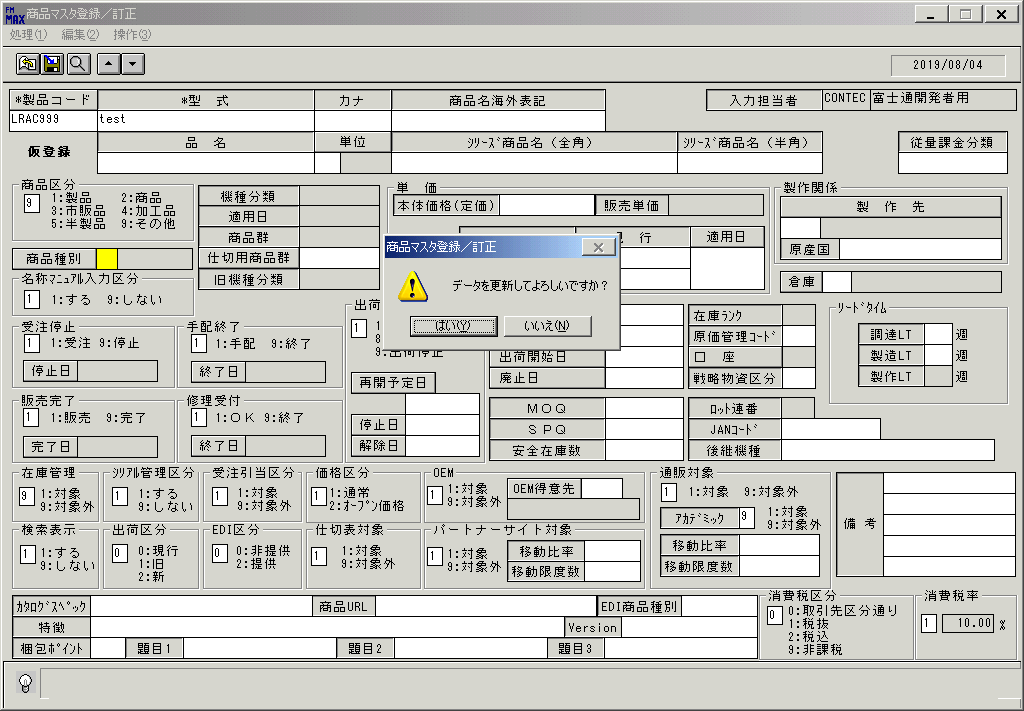 FM MAX 商品マスタ登録／訂正
処理(1) 編集(2) 操作(3)
2019/08/04
*製品コード *型 式 カナ 商品名海外表記 入力担当者 CONTEC 富士通開発者用
LRAC999 test
仮登録 品 名 単位 ｼﾘｰｽﾞ商品名（全角） ｼﾘｰｽﾞ商品名（半角） 従量課金分類
商品区分
9 1:製品 2:商品
3:市販品 4:加工品
5:半製品 9:その他
商品種別
名称ﾏﾆｭｱﾙ入力区分
1 1:する 9:しない
機種分類
適用日
商品群
仕切用商品群
旧機種分類
単 価
本体価格(定価) 販売単価
現 行 適用日
製作関係
製 作 先
原産国
倉庫
商品マスタ登録／訂正
データを更新してよろしいですか？
はい(Y) いいえ(N)
受注停止
1 1:受注 9:停止
停止日
手配終了
1 1:手配 9:終了
終了日
出荷
1
9:出荷停止
再開予定日
停止日
解除日
出荷開始日
廃止日
在庫ﾗﾝｸ
原価管理ｺｰﾄﾞ
口 座
戦略物資区分
ﾘｰﾄﾞﾀｲﾑ
調達LT 週
製造LT 週
製作LT 週
販売完了
1 1:販売 9:完了
完了日
修理受付
1 1:ＯＫ 9:終了
終了日
ＭＯＱ
ＳＰＱ
安全在庫数
ﾛｯﾄ連番
JANｺｰﾄﾞ
後継機種
在庫管理
9 1:対象
9:対象外
ｼﾘｱﾙ管理区分
1 1:する
9:しない
受注引当区分
1 1:対象
9:対象外
価格区分
1 1:通常
2:ｵｰﾌﾟﾝ価格
OEM
1 1:対象
9:対象外
OEM得意先
通販対象
1 1:対象 9:対象外
ｱｶﾃﾞﾐｯｸ 9 1:対象
9:対象外
移動比率
移動限度数
備 考
検索表示
1 1:する
9:しない
出荷区分
0 0:現行
1:旧
2:新
EDI区分
0 0:非提供
2:提供
仕切表対象
1 1:対象
9:対象外
パートナーサイト対象
1 1:対象
9:対象外
移動比率
移動限度数
ｶﾀﾛｸﾞｽﾍﾟｯｸ 商品URL EDI商品種別
特徴 Version
梱包ﾎﾟｲﾝﾄ 題目1 題目2 題目3
消費税区分
0 0:取引先区分通り
1:税抜
2:税込
9:非課税
消費税率
1 10.00 %